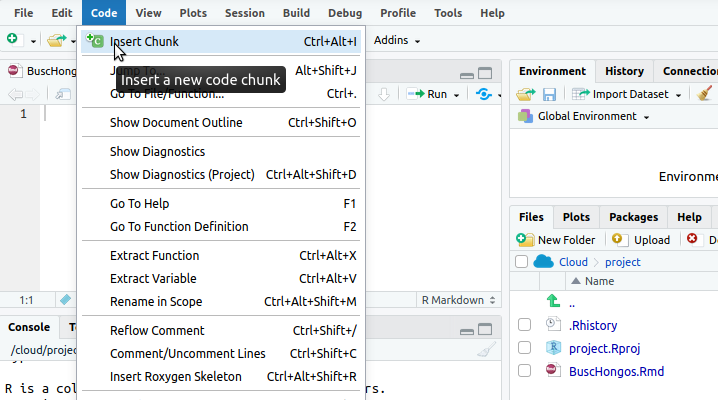 File Edit Code View Plots Session Build Debug Profile Tools Help
Insert Chunk Ctrl+Alt+I
Addins
BuscHongos
Jump To... Alt+Shift+J
Insert a new code chunk
Go To File/Function... Ctrl+.
Run
1
Show Document Outline Ctrl+Shift+O
Show Diagnostics
Show Diagnostics (Project) Ctrl+Alt+Shift+D
Go To Help F1
Go To Function Definition F2
Extract Function Ctrl+Alt+X
Extract Variable Ctrl+Alt+V
Rename in Scope Ctrl+Alt+Shift+M
1:1 R Markdown
Reflow Comment Ctrl+Shift+/
Comment/Uncomment Lines Ctrl+Shift+C
Insert Roxygen Skeleton Ctrl+Alt+Shift+R
Console
/cloud/projec
R is a col
rs.
Environment History Connection
Import Dataset
Global Environment
Environme
Files Plots Packages Help
New Folder Upload D
Cloud project
Name
..
.Rhistory
project.Rproj
BuscHongos.Rmd